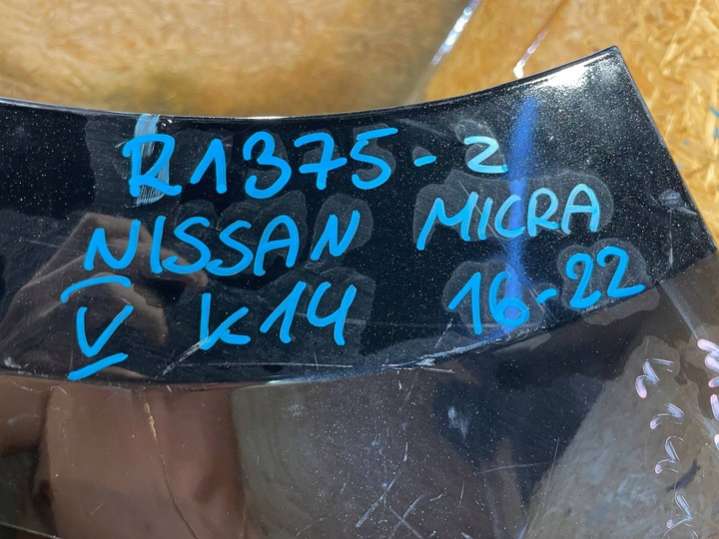 R1375-2
NISSAN MICRA
V K14 16-22